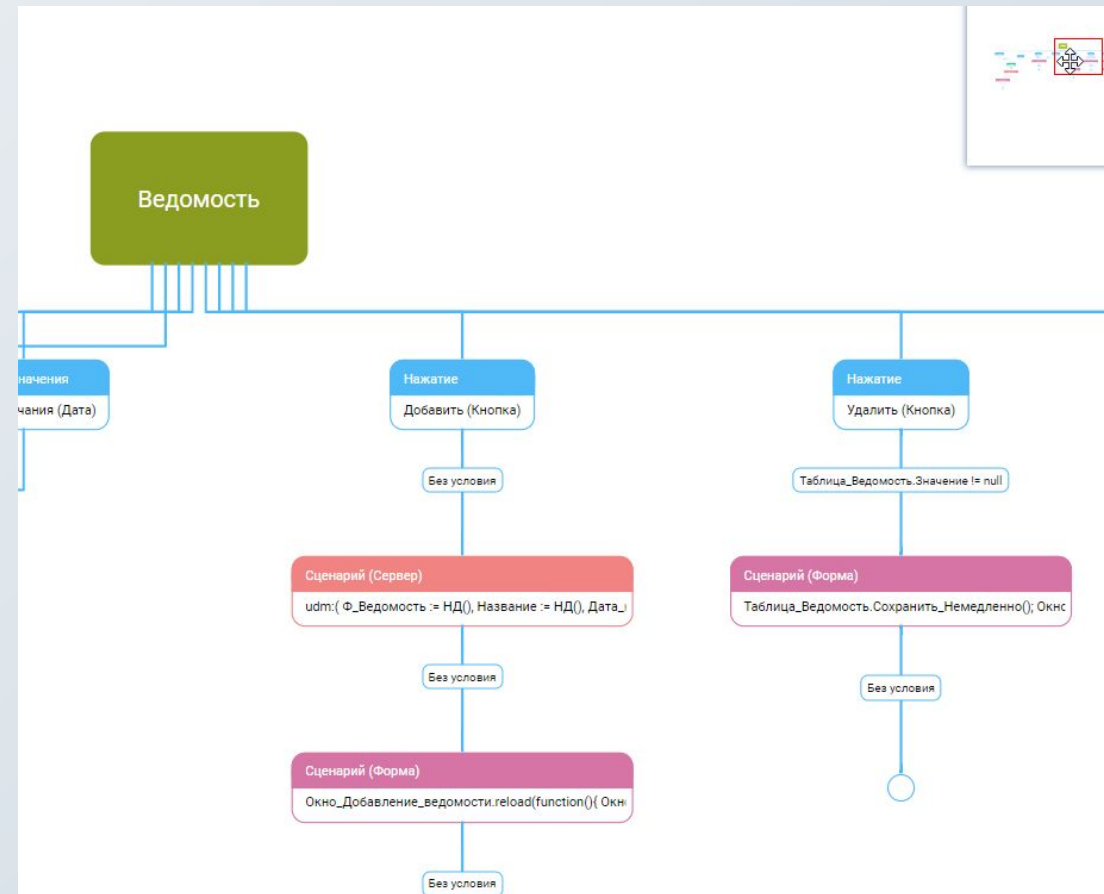 Ведомость
начения
чания (Дата)
Нажатие
Добавить (Кнопка)
Нажатие
Удалить (Кнопка)
Без условия
Таблица_Ведомость.Значение != null
Сценарий (Сервер)
udm:( Ф_Ведомость := НД(), Название := НД(), Дата_
Сценарий (Форма)
Таблица_Ведомость.Сохранить_Немедленно(); Окно
Без условия
Без условия
Сценарий (Форма)
Окно_Добавление_ведомости.reload(function(){ Окн
Без условия